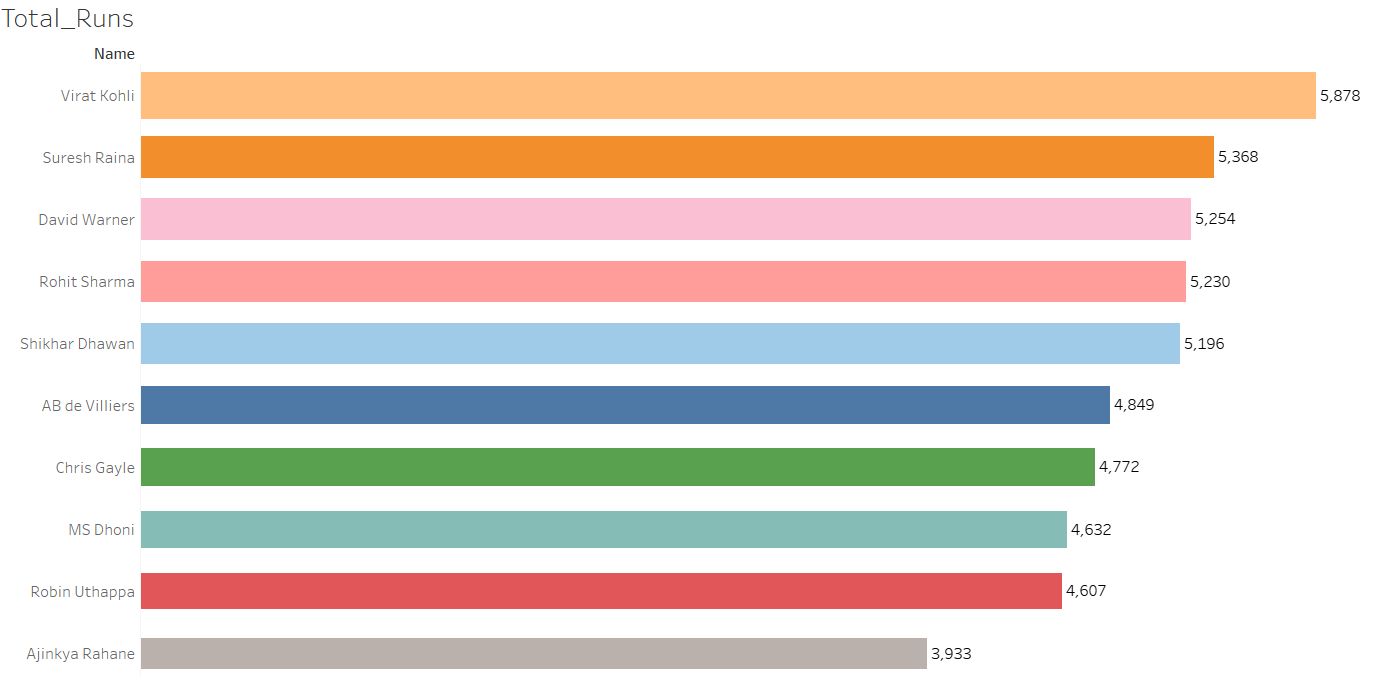 Total_Runs
Name
Virat Kohli 5,878
Suresh Raina 5,368
David Warner 5,254
Rohit Sharma 5,230
Shikhar Dhawan 5,196
AB de Villiers 4,849
Chris Gayle 4,772
MS Dhoni 4,632
Robin Uthappa 4,607
Ajinkya Rahane 3,933